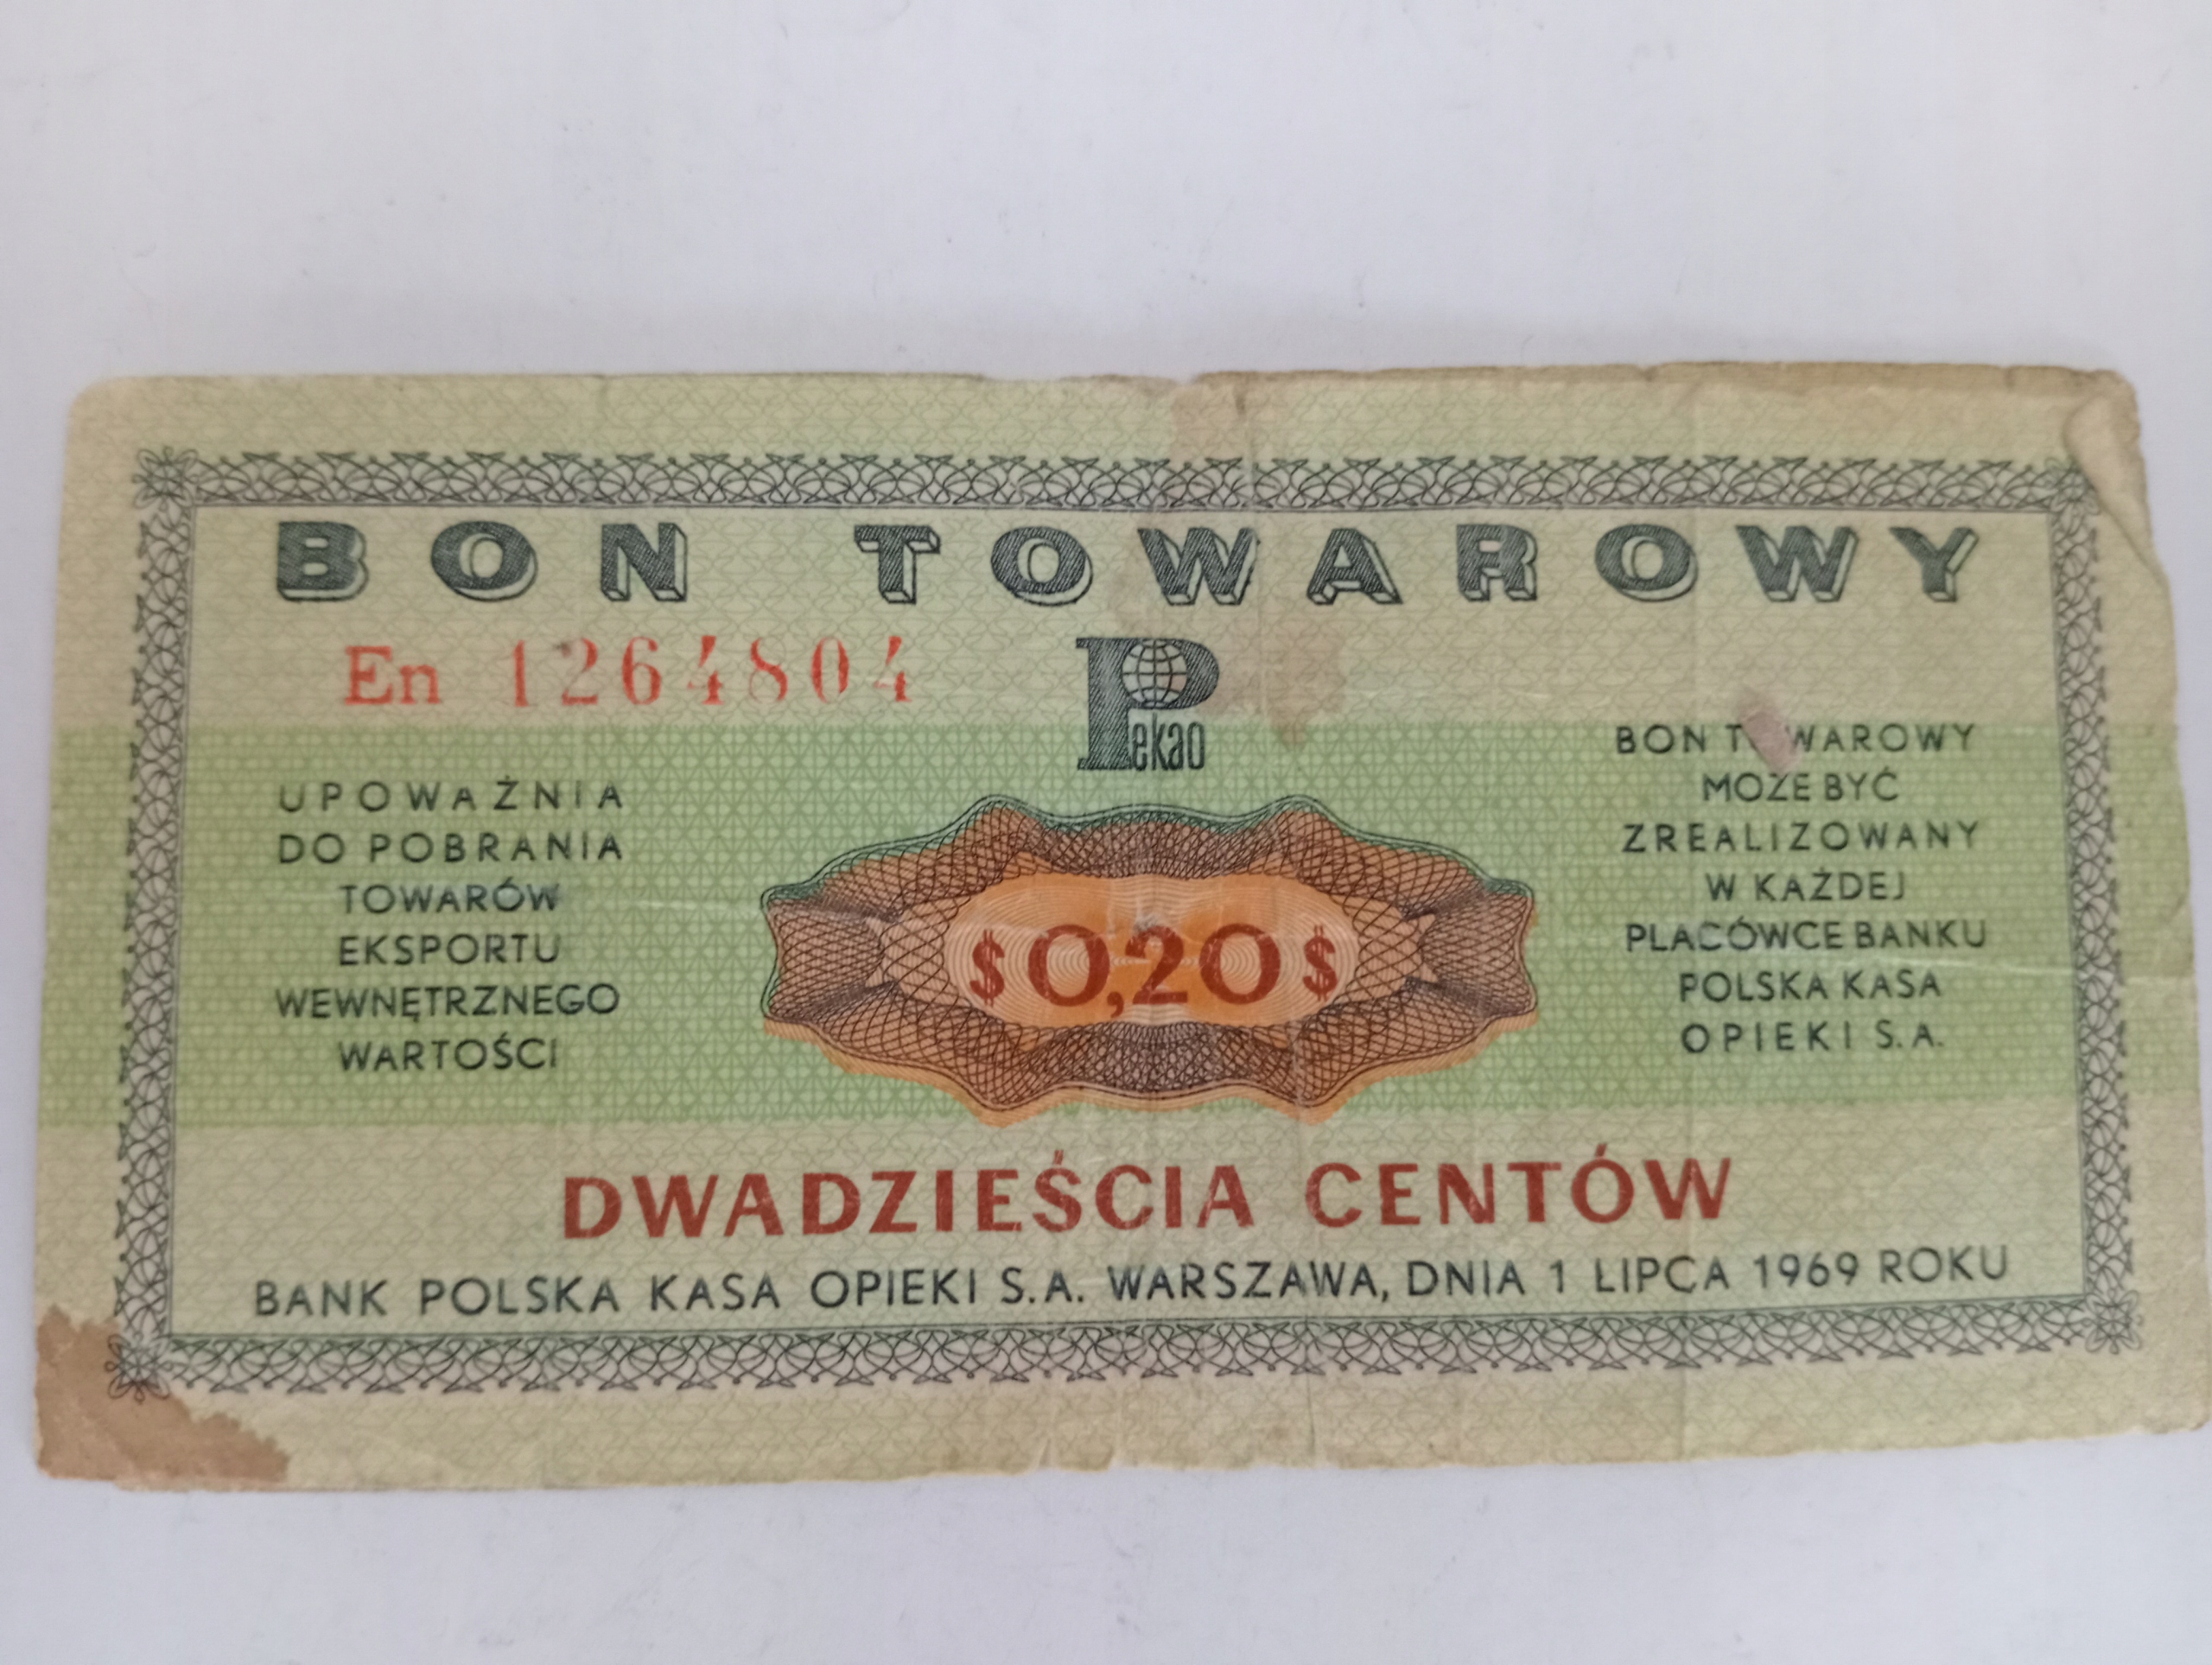 BON TOWAROWY
En 1264804
Pekao
UPOWAŻNIA
DO POBRANIA
TOWARÓW
EKSPORTU
WEWNĘTRZNEGO
WARTOŚCI
$0,20$
BON TOWAROWY
MOŻE BYĆ
ZREALIZOWANY
W KAŻDEJ
PLACÓWCE BANKU
POLSKA KASA
OPIEKI S.A.
DWADZIEŚCIA CENTÓW
BANK POLSKA KASA OPIEKI S.A. WARSZAWA, DNIA 1 LIPCA 1969 ROKU